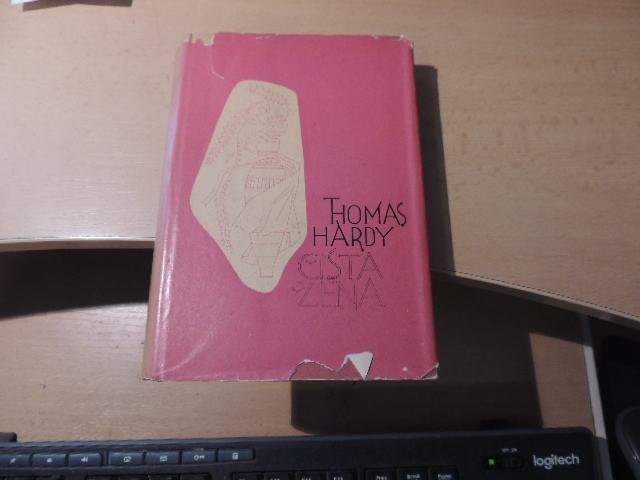 THOMAS
HARDY
ČISTÁ
ŽENA
logitech